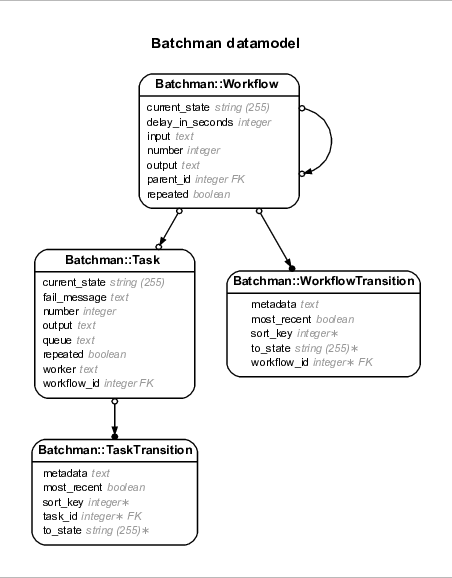 Batchman datamodel
Batchman::Workflow
current_state string (255)
delay_in_seconds integer
input text
number integer
output text
parent_id integer FK
repeated boolean
Batchman::Task
current_state string (255)
fail_message text
number integer
output text
queue text
repeated boolean
worker text
workflow_id integer FK
Batchman::WorkflowTransition
metadata text
most_recent boolean
sort_key integer∗
to_state string (255)∗
workflow_id integer∗ FK
Batchman::TaskTransition
metadata text
most_recent boolean
sort_key integer∗
task_id integer∗ FK
to_state string (255)∗